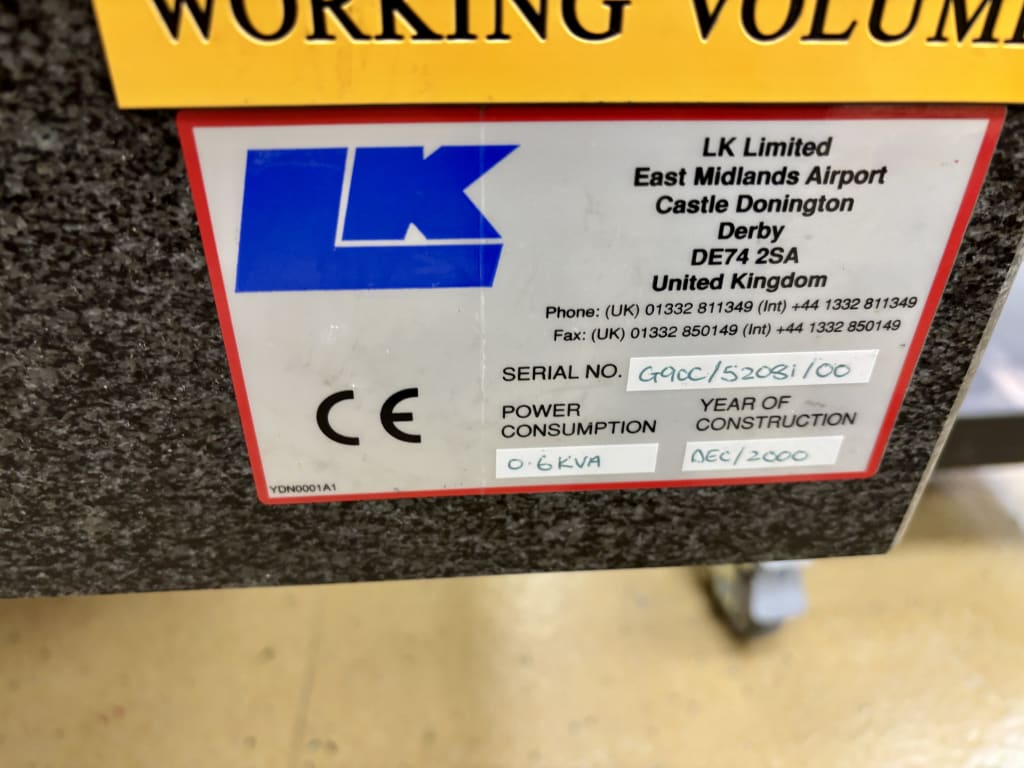 WORKING VOLUME
LK
LK Limited
East Midlands Airport
Castle Donington
Derby
DE74 2SA
United Kingdom
Phone: (UK) 01332 811349 (Int) +44 1332 811349
Fax: (UK) 01332 850149 (Int) +44 1332 850149
SERIAL NO. G90C/5208i/00
POWER
CONSUMPTION
0.6KVA
YEAR OF
CONSTRUCTION
DEC/2000
CE
YDN0001A1